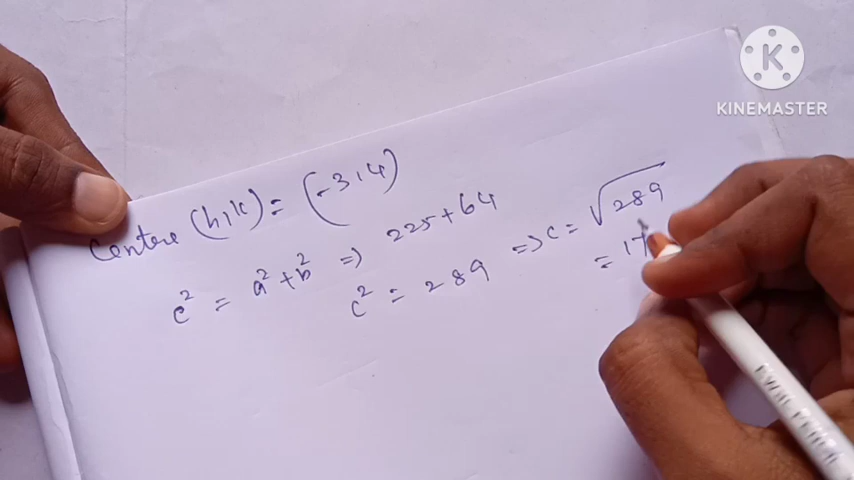 K
KINEMASTER
Centre (h, k) = (-3, 4)
c² = a² + b² => 225 + 64
c² = 289 => c = √289
= 17